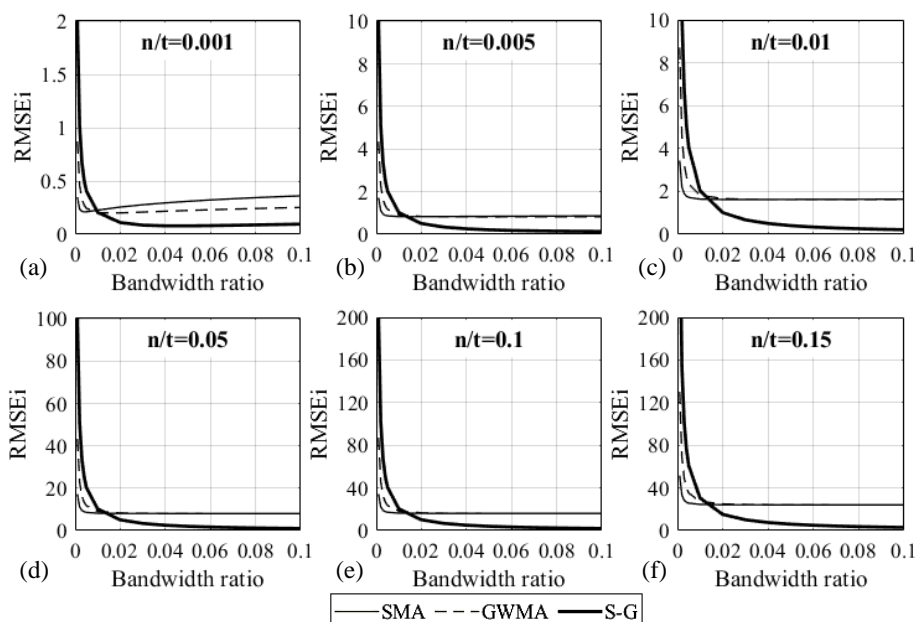 n/t=0.001
RMSEi
2
1.5
1
0.5
0
0 0.02 0.04 0.06 0.08 0.1
(a)
Bandwidth ratio
n/t=0.005
RMSEi
10
8
6
4
2
0
0 0.02 0.04 0.06 0.08 0.1
(b)
Bandwidth ratio
n/t=0.01
RMSEi
10
8
6
4
2
0
0 0.02 0.04 0.06 0.08 0.1
(c)
Bandwidth ratio
n/t=0.05
RMSEi
100
80
60
40
20
0
0 0.02 0.04 0.06 0.08 0.1
(d)
Bandwidth ratio
n/t=0.1
RMSEi
200
160
120
80
40
0
0 0.02 0.04 0.06 0.08 0.1
(e)
Bandwidth ratio
n/t=0.15
RMSEi
200
160
120
80
40
0
0 0.02 0.04 0.06 0.08 0.1
(f)
Bandwidth ratio
SMA GWMA S-G